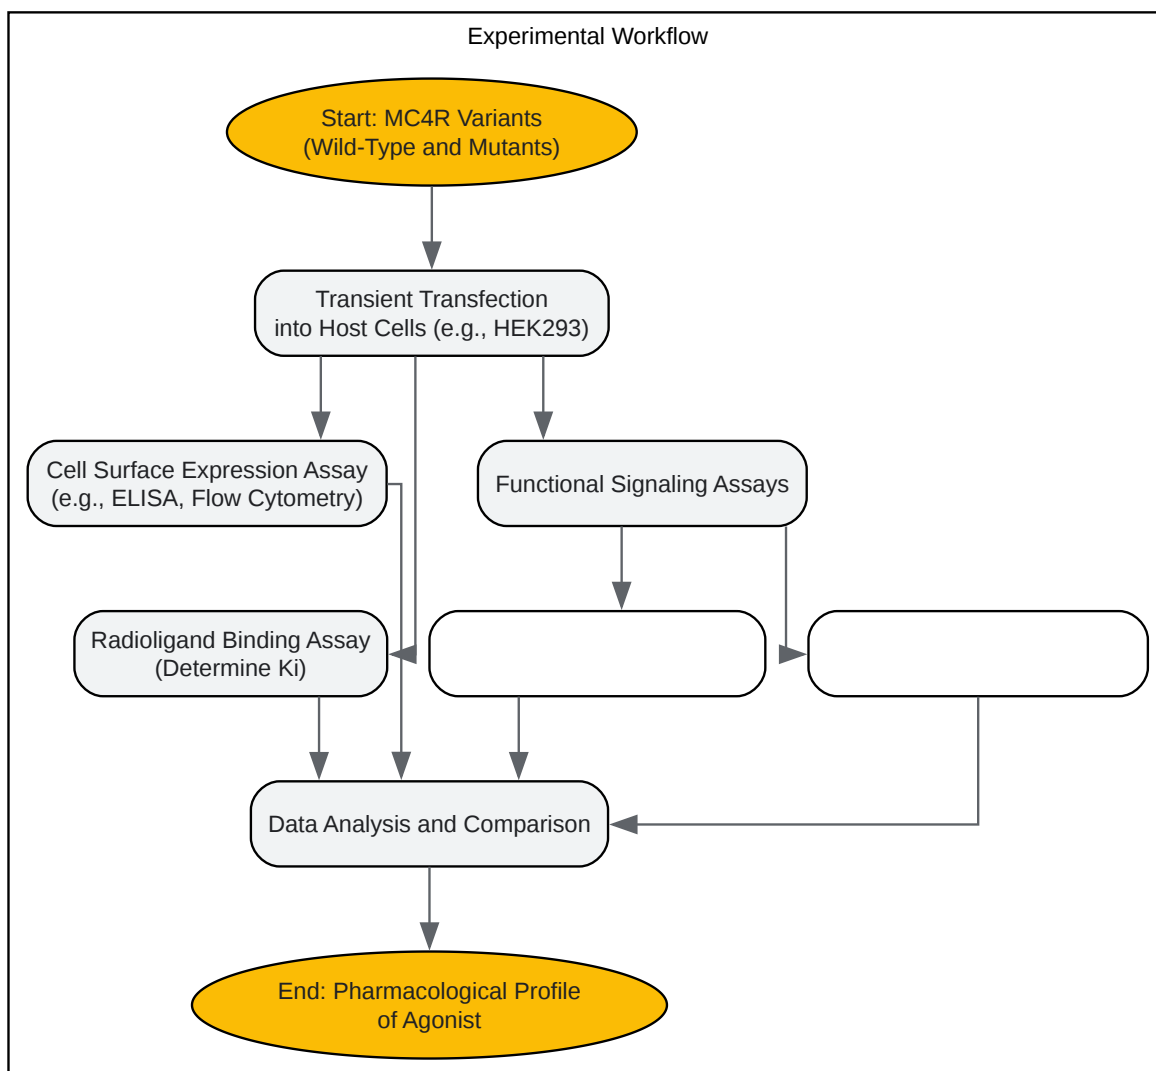 Experimental Workflow
Start: MC4R Variants
(Wild-Type and Mutants)
Transient Transfection
into Host Cells (e.g., HEK293)
Cell Surface Expression Assay
(e.g., ELISA, Flow Cytometry)
Functional Signaling Assays
Radioligand Binding Assay
(Determine Ki)
Data Analysis and Comparison
End: Pharmacological Profile
of Agonist